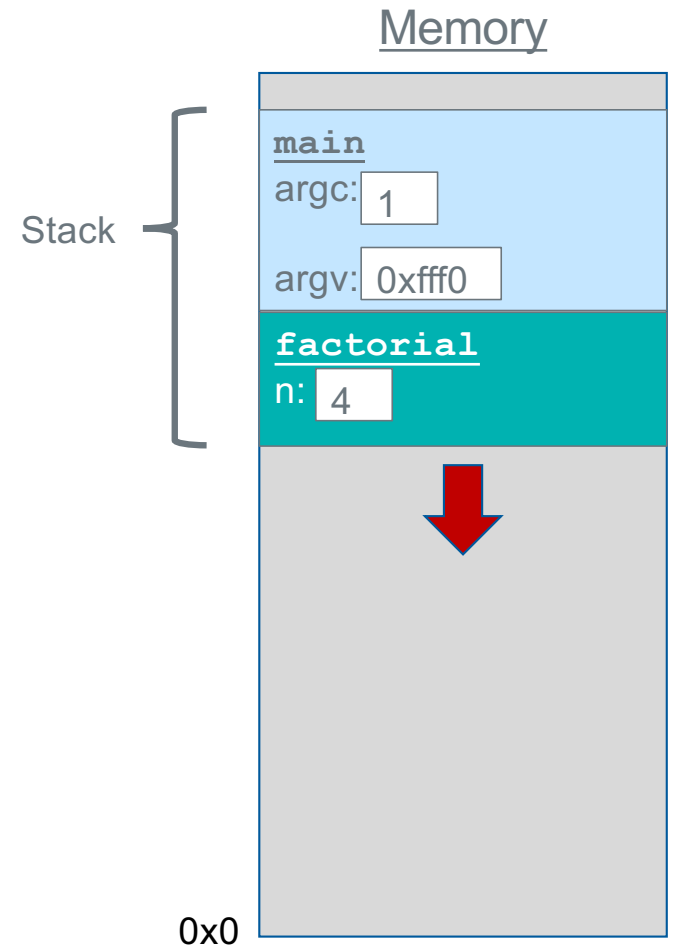 Memory
main
argc: 1
Stack
argv: 0xfff0
factorial
n: 4
0x0